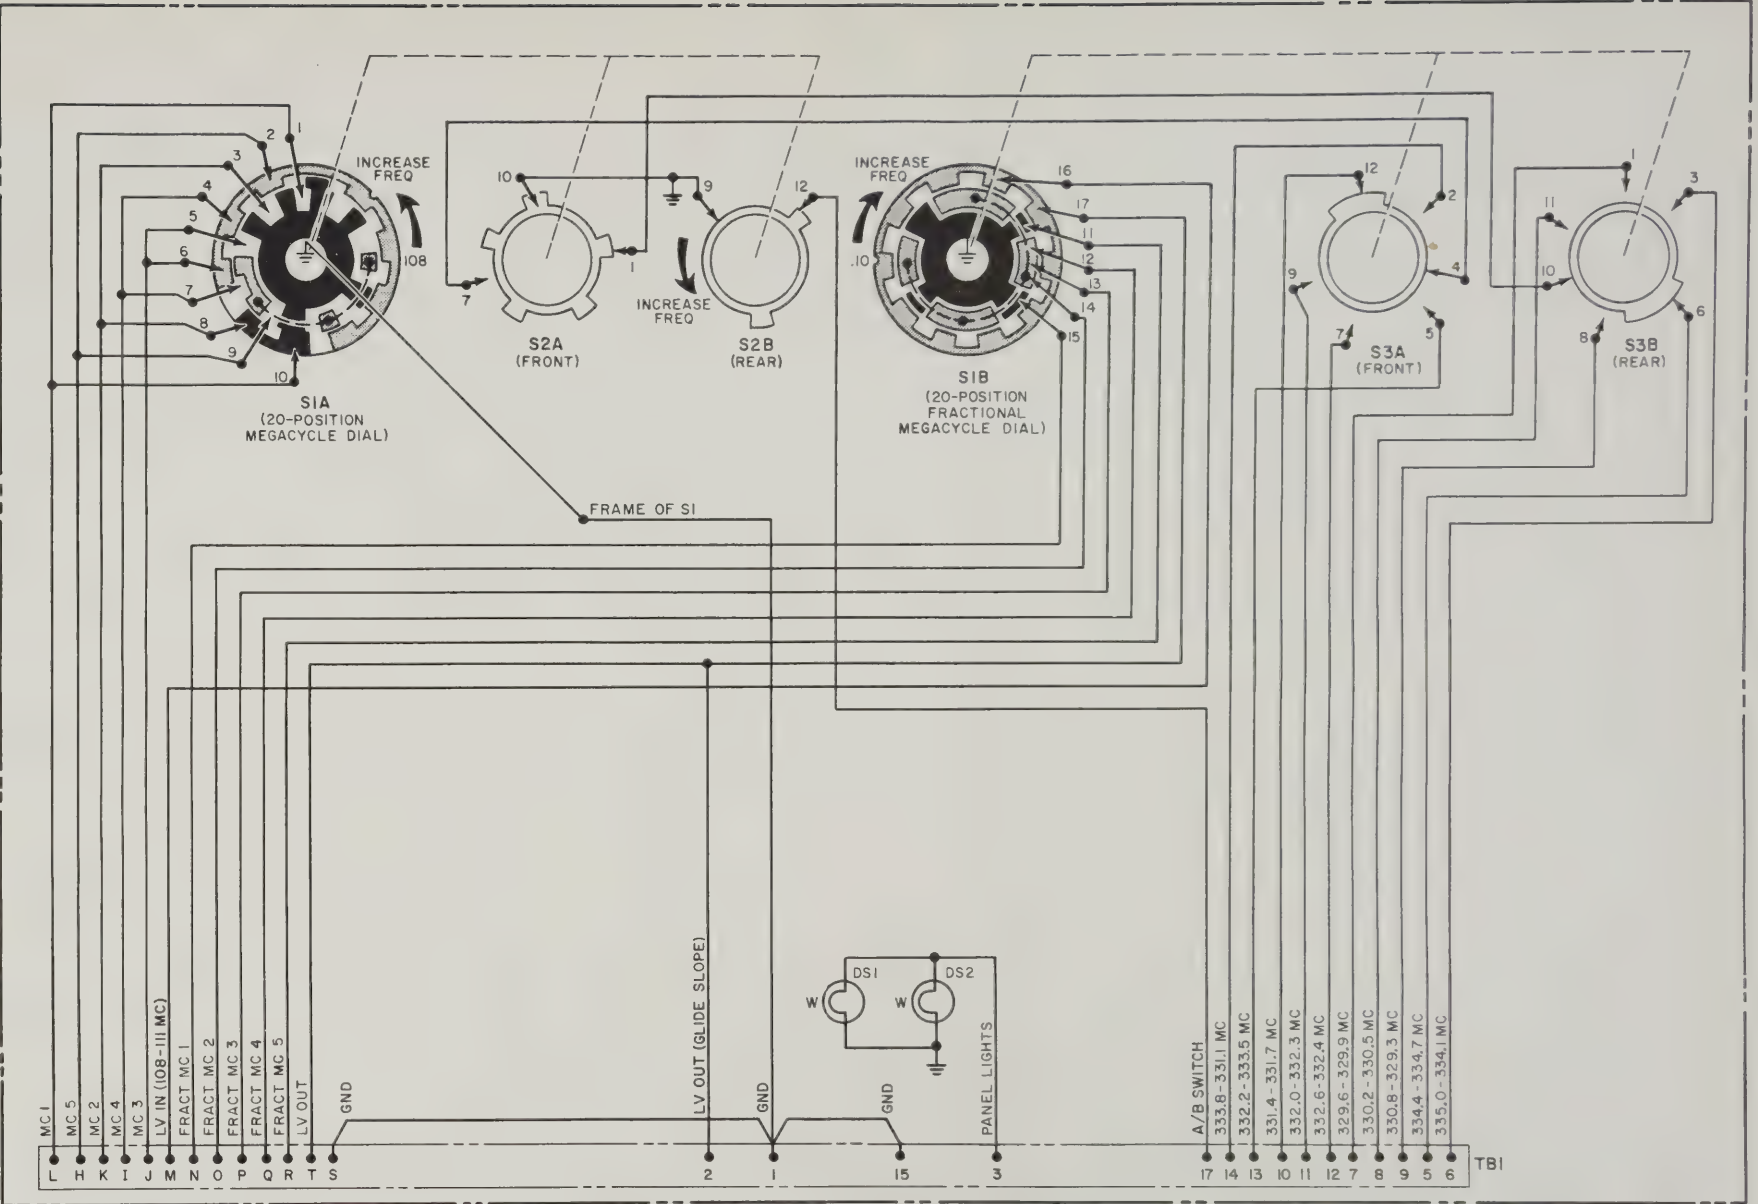 1
2
3
4
5
6
7
8
9
10
INCREASE
FREQ
108
S1A
(20-POSITION
MEGACYCLE DIAL)
10
1
7
S2A
(FRONT)
9
12
INCREASE
FREQ
S2B
(REAR)
INCREASE
FREQ
.10
16
17
11
12
13
14
15
S1B
(20-POSITION
FRACTIONAL
MEGACYCLE DIAL)
12
2
4
9
7
5
S3A
(FRONT)
1
3
11
10
8
6
S3B
(REAR)
FRAME OF S1
MC 1
MC 5
MC 2
MC 4
MC 3
LV IN (108-111 MC)
FRACT MC 1
FRACT MC 2
FRACT MC 3
FRACT MC 4
FRACT MC 5
LV OUT
GND
LV OUT (GLIDE SLOPE)
GND
GND
W DS1
W DS2
PANEL LIGHTS
A/B SWITCH
333.8-331.1 MC
332.2-333.5 MC
331.4-331.7 MC
332.0-332.3 MC
332.6-332.4 MC
329.6-329.9 MC
330.2-330.5 MC
330.8-329.3 MC
334.4-334.7 MC
335.0-334.1 MC
L H K I J M N O P Q R T S 2 1 15 3 17 14 13 10 11 12 7 8 9 5 6
TB1